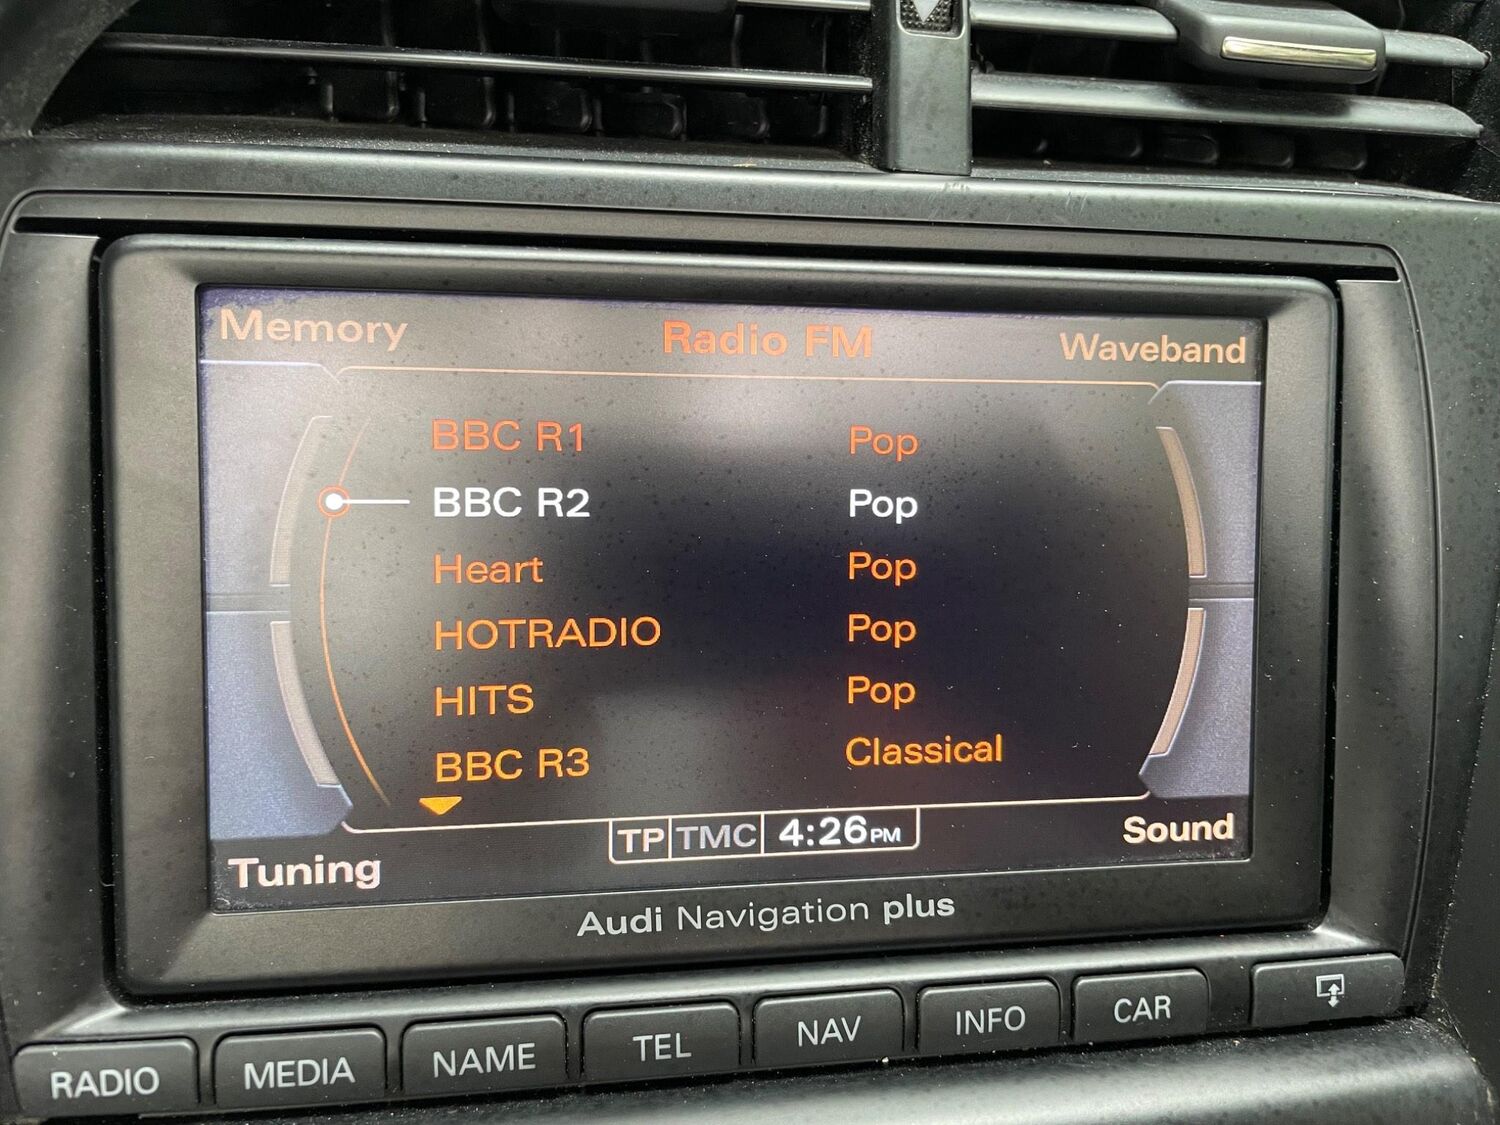 Memory Radio FM Waveband
BBC R1 Pop
BBC R2 Pop
Heart Pop
HOTRADIO Pop
HITS Pop
BBC R3 Classical
TP TMC 4:26PM
Tuning Sound
Audi Navigation plus
RADIO MEDIA NAME TEL NAV INFO CAR